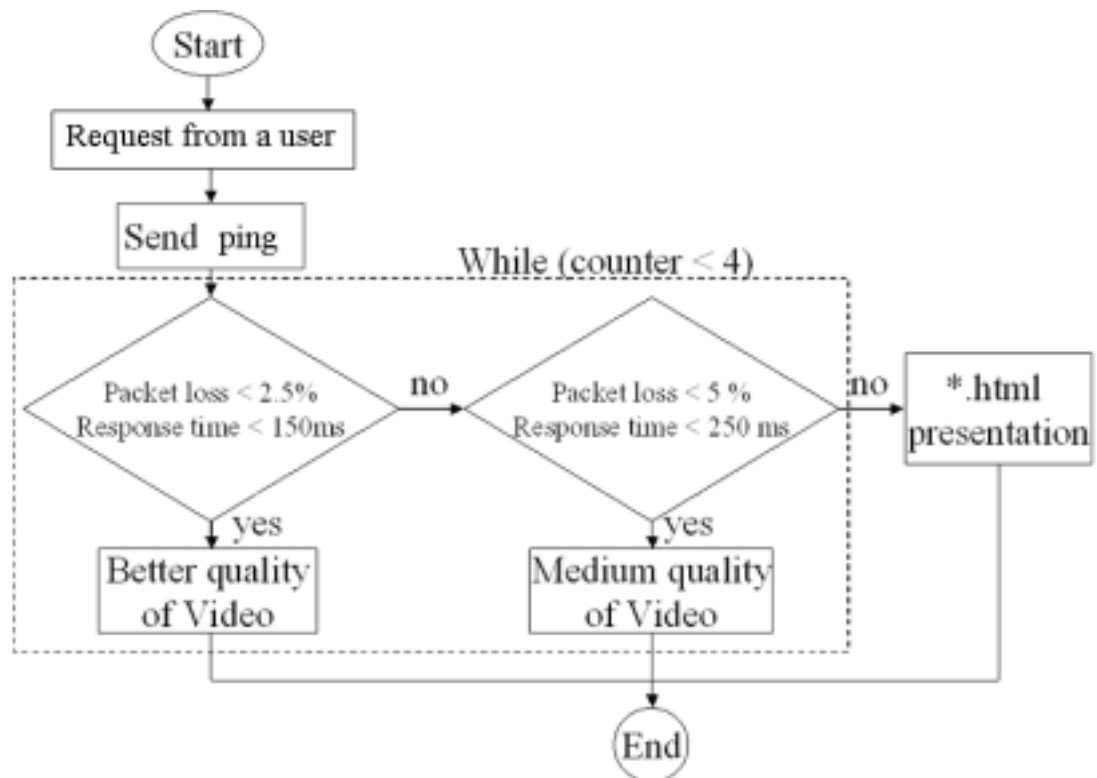 Start
Request from a user
Send ping
While (counter < 4)
Packet loss < 2.5%
Response time < 150ms
no
Packet loss < 5 %
Response time < 250 ms
no
*.html
presentation
yes
Better quality
of Video
yes
Medium quality
of Video
End